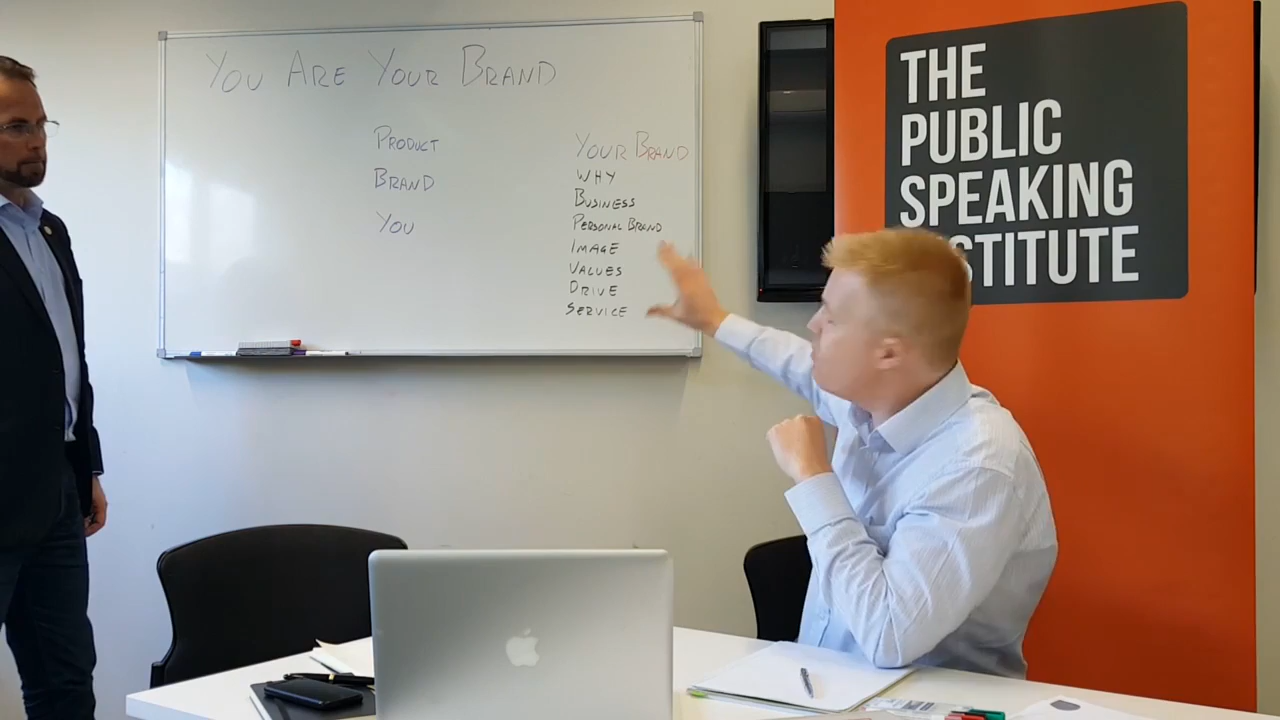 YOU ARE YOUR BRAND
PRODUCT
BRAND
YOU
YOUR BRAND
WHY
BUSINESS
PERSONAL BRAND
IMAGE
VALUES
DRIVE
SERVICE
THE
PUBLIC
SPEAKING
STITUTE